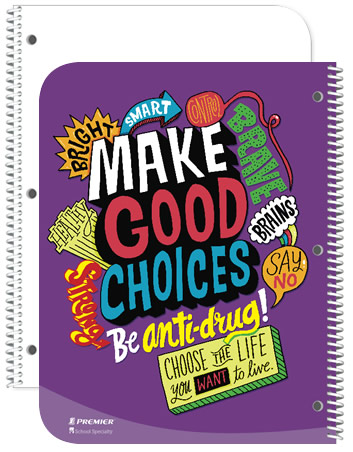 BRIGHT
SMART
CONTROL
BRAVE
MAKE
GOOD
CHOICES
HEALTHY
BRAINS
STRONG
SAY
NO
Be anti-drug!
CHOOSE THE LIFE
you WANT to live.
PREMIER
School Specialty